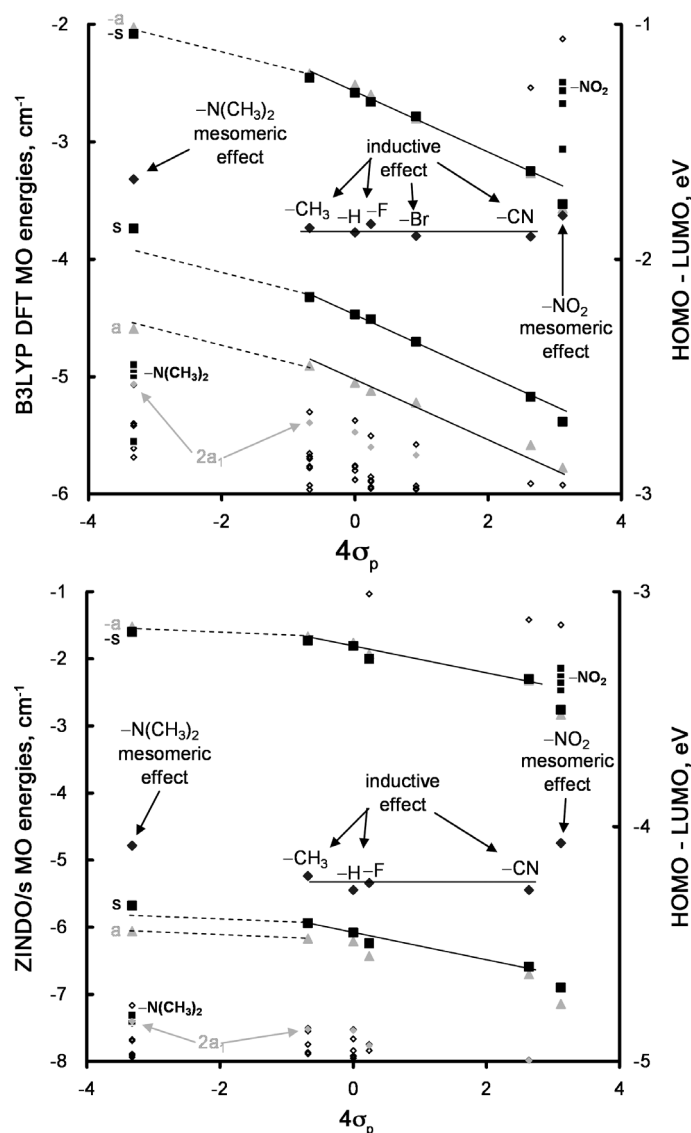 -2
-3
-4
-5
-6
B3LYP DFT MO energies, cm⁻¹
-a
-s
−N(CH₃)₂
mesomeric
effect
s
a
−N(CH₃)₂
2a₁
inductive
effect
−CH₃
−H
−F
−Br
−CN
−NO₂
−NO₂
mesomeric
effect
-1
-2
-3
HOMO - LUMO, eV
-4
-2
0
2
4
4σₚ
-1
-2
-3
-4
-5
-6
-7
-8
ZINDO/s MO energies, cm⁻¹
-a
-s
−N(CH₃)₂
mesomeric
effect
s
a
−N(CH₃)₂
2a₁
inductive
effect
−CH₃
−H
−F
−CN
−NO₂
−NO₂
mesomeric
effect
-3
-4
-5
HOMO - LUMO, eV
-4
-2
0
2
4
4σₚ